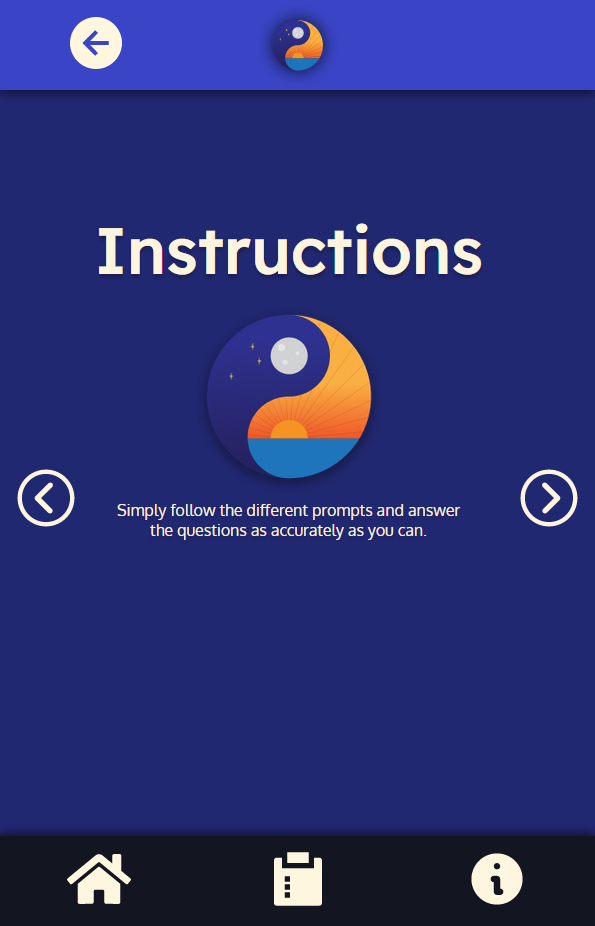 Instructions
Simply follow the different prompts and answer
the questions as accurately as you can.